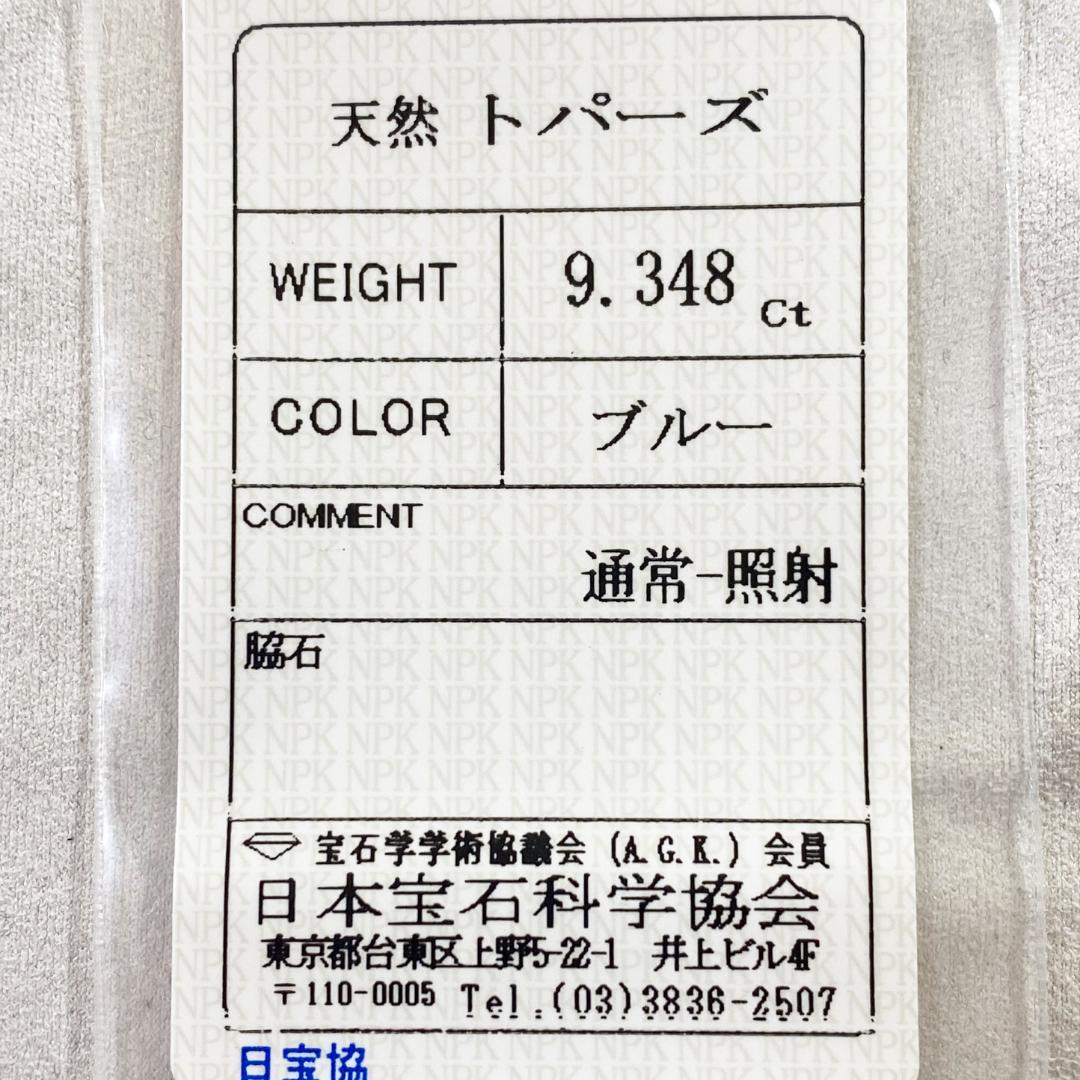 天然 トパーズ
WEIGHT 9.348 Ct
COLOR ブルー
COMMENT
通常-照射
脇石
宝石学学術協議会 (A.G.K.) 会員
日本宝石科学協会
東京都台東区上野5-22-1 井上ビル4F
〒110-0005 Tel.(03)3836-2507
日宝協